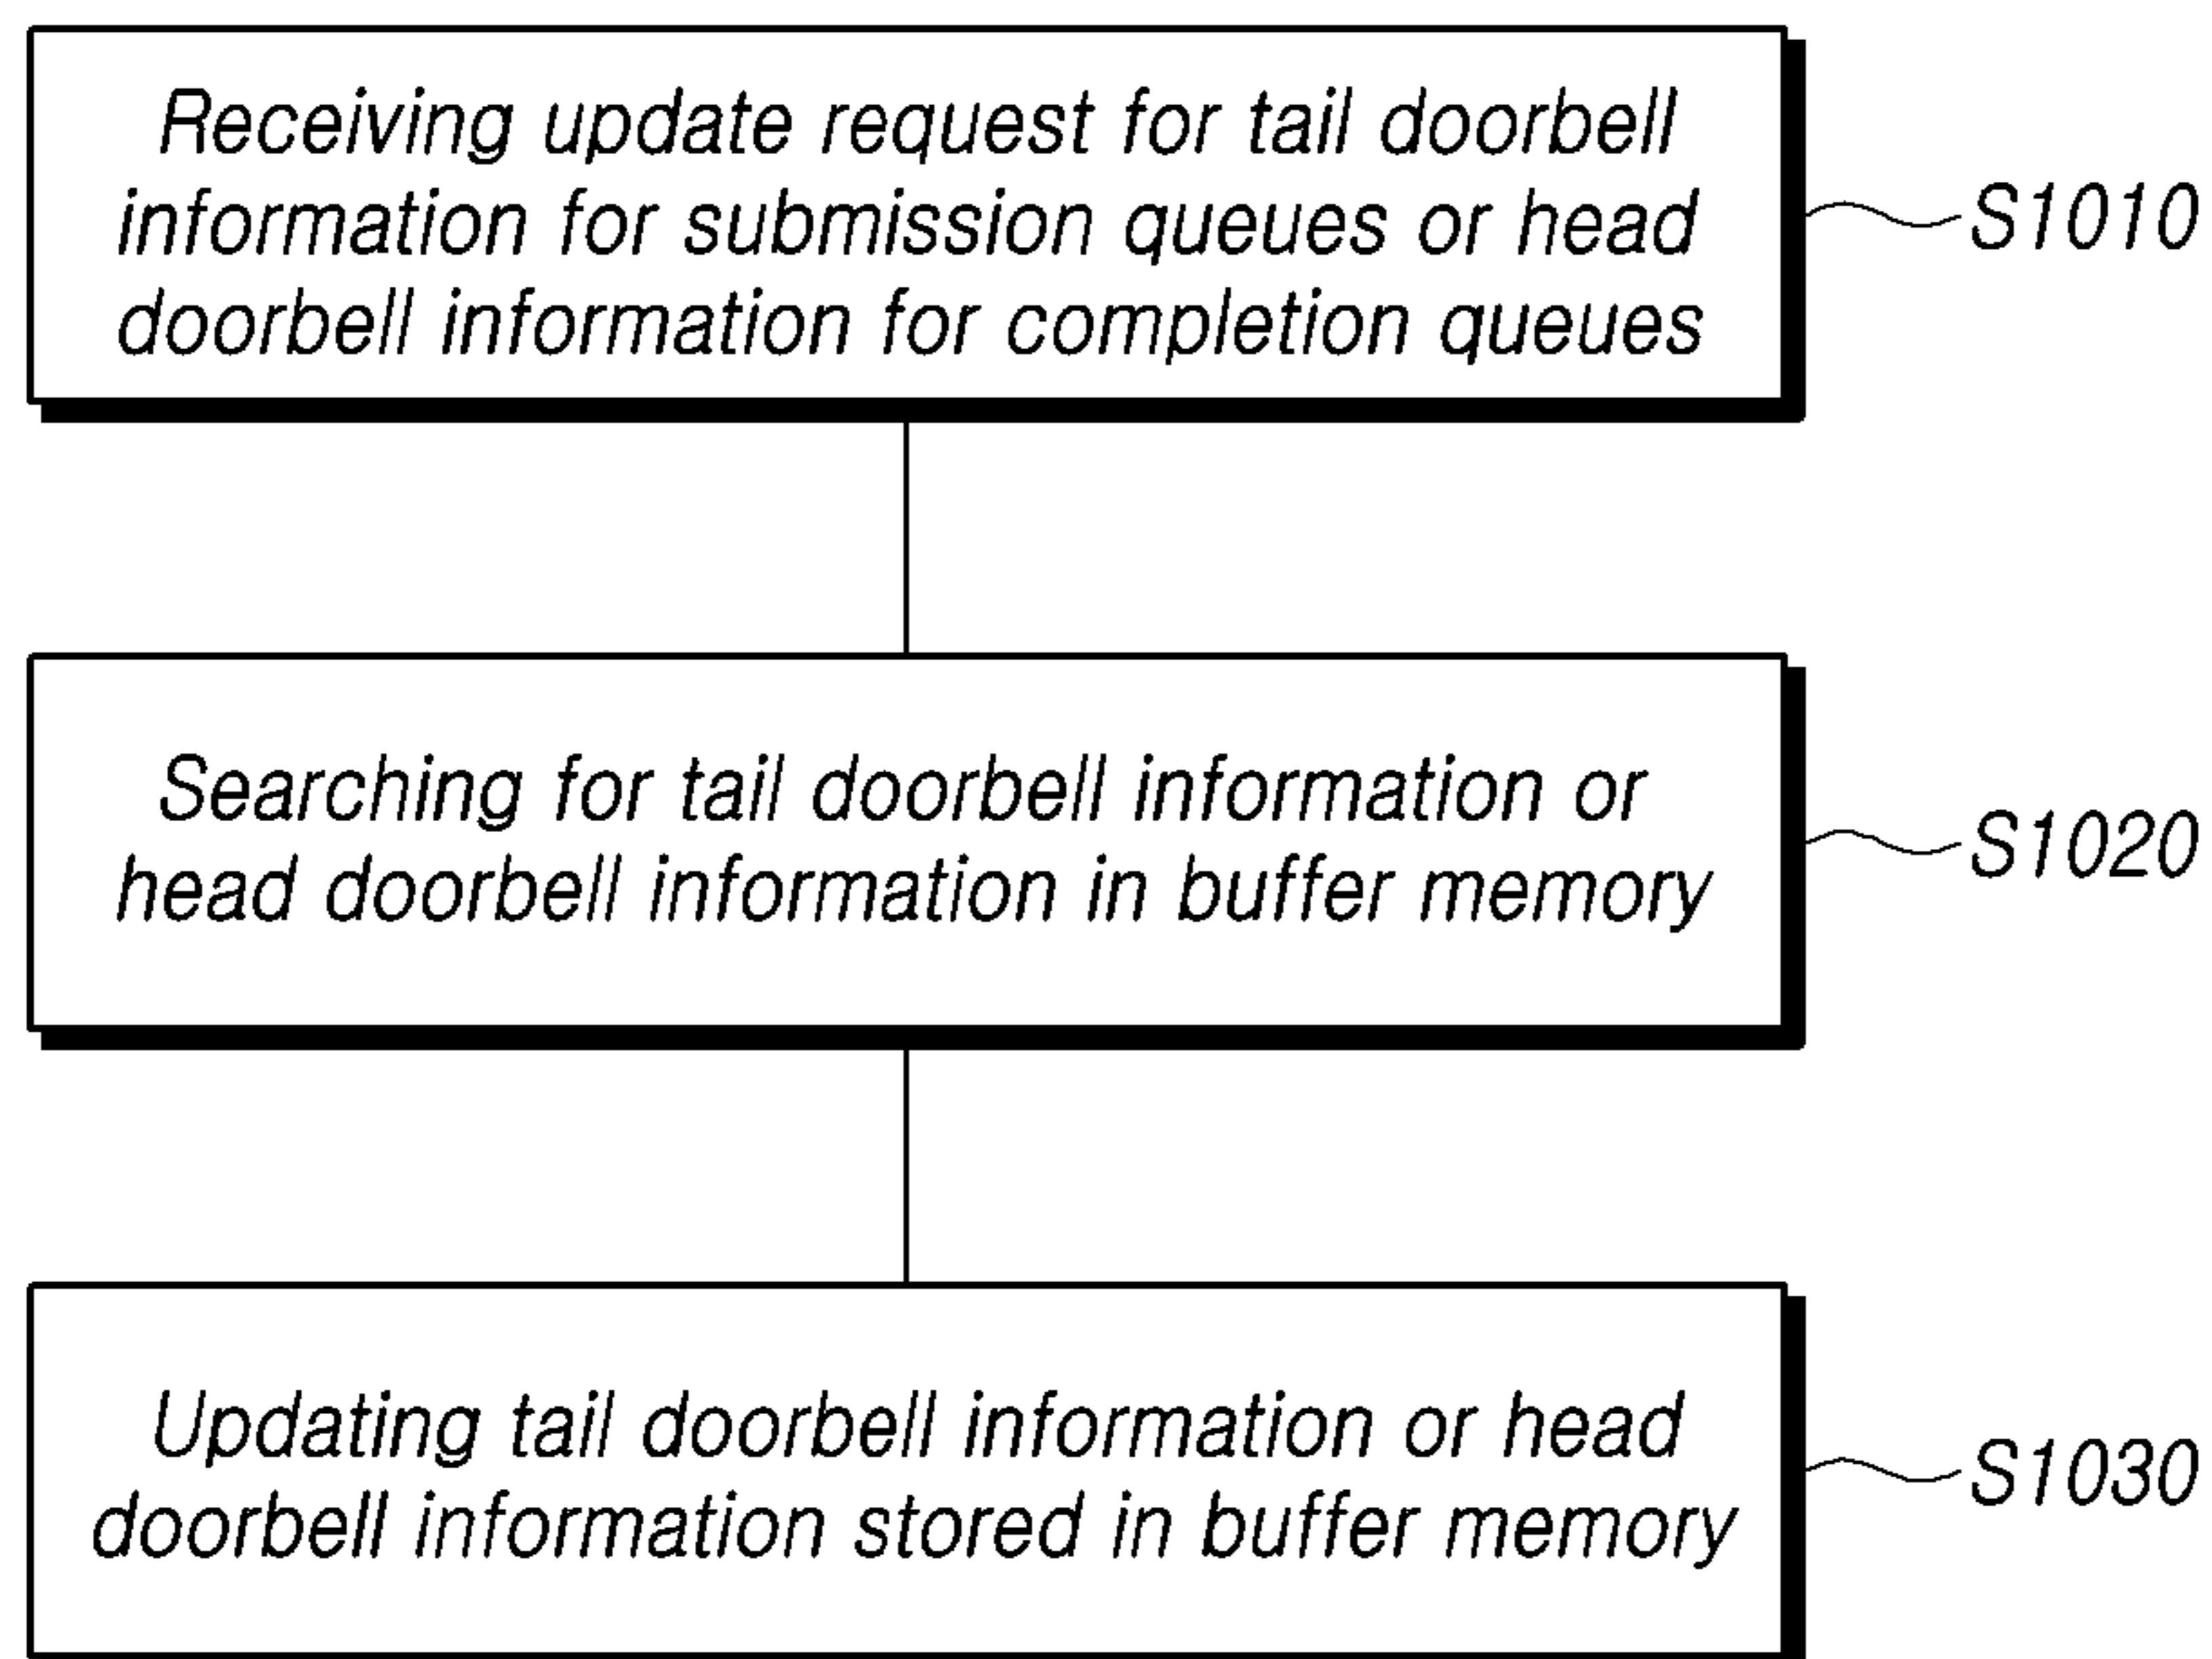 Receiving update request for tail doorbell
information for submission queues or head
doorbell information for completion queues
S1010
Searching for tail doorbell information or
head doorbell information in buffer memory
S1020
Updating tail doorbell information or head
doorbell information stored in buffer memory
S1030